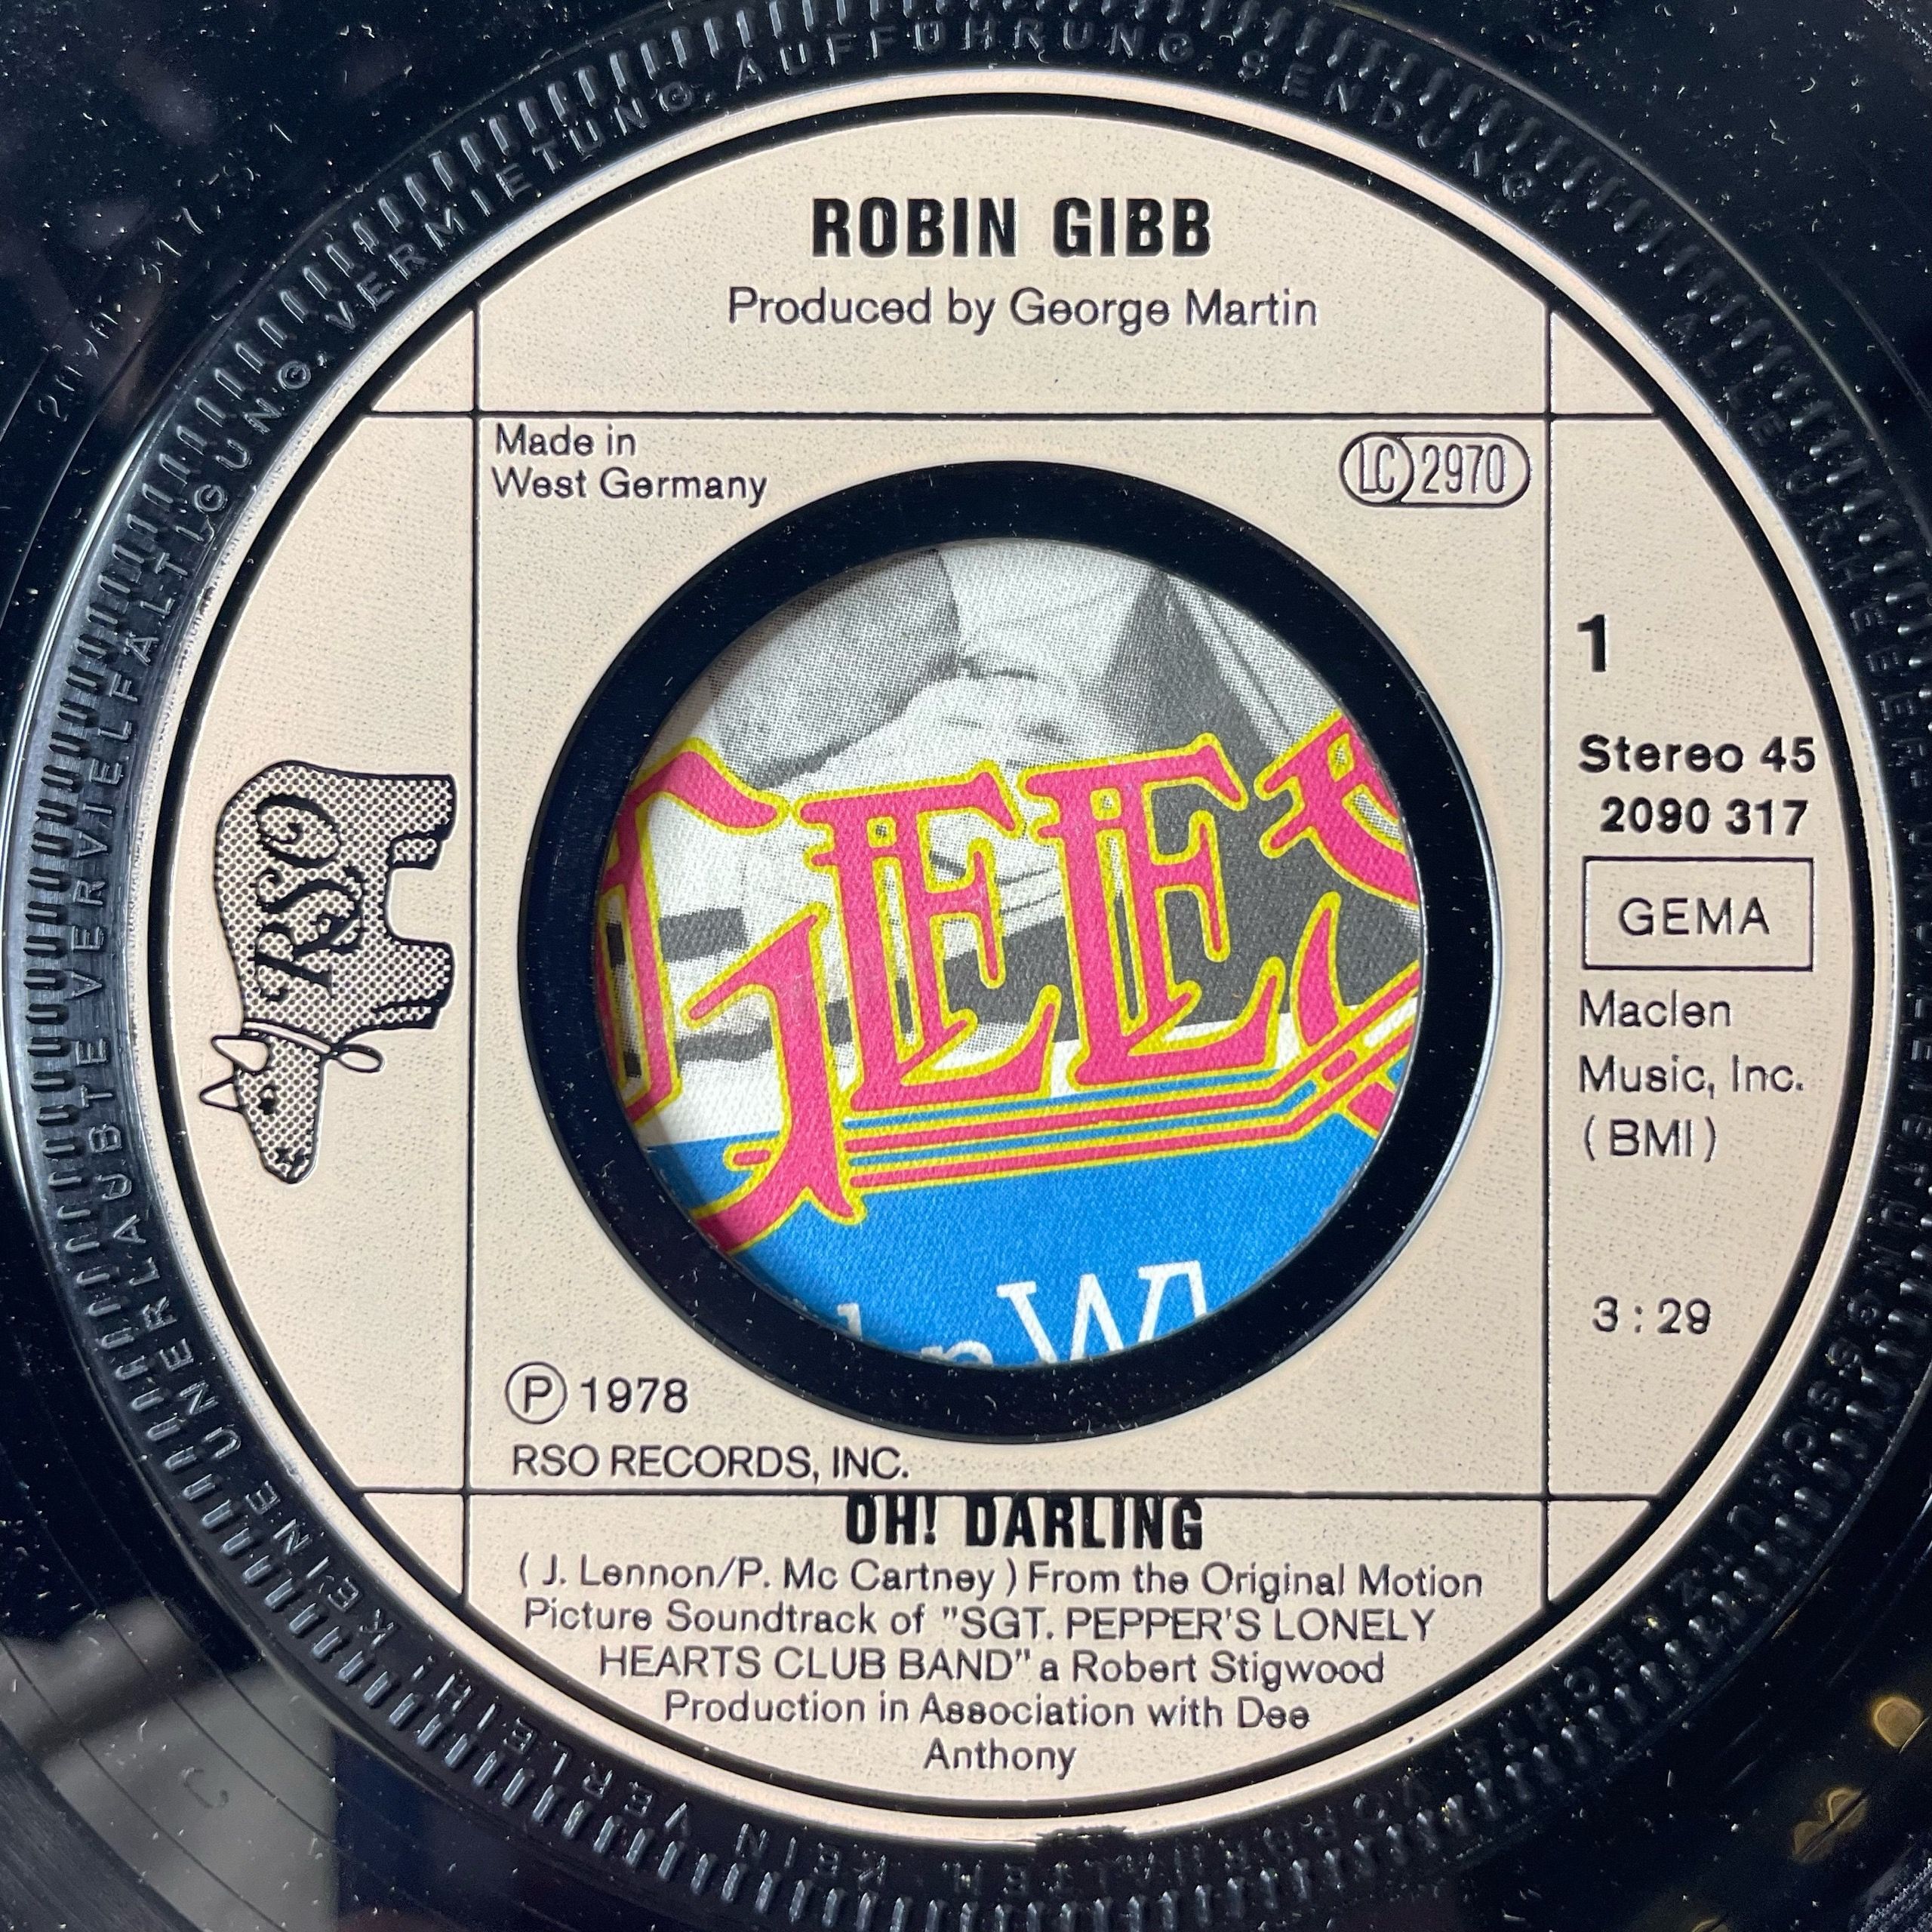 ROBIN GIBB
Produced by George Martin
Made in
West Germany
LC 2970
1
Stereo 45
2090 317
GEMA
Maclen
Music, Inc.
(BMI)
3:29
RSO
GEES
℗ 1978
RSO RECORDS, INC.
OH! DARLING
(J. Lennon/P. Mc Cartney) From the Original Motion
Picture Soundtrack of "SGT. PEPPER'S LONELY
HEARTS CLUB BAND" a Robert Stigwood
Production in Association with Dee
Anthony
KEINE UNERLAUBTE VERVIELFÄLTIGUNG, VERMIETUNG, AUFFÜHRUNG, SENDUNG!